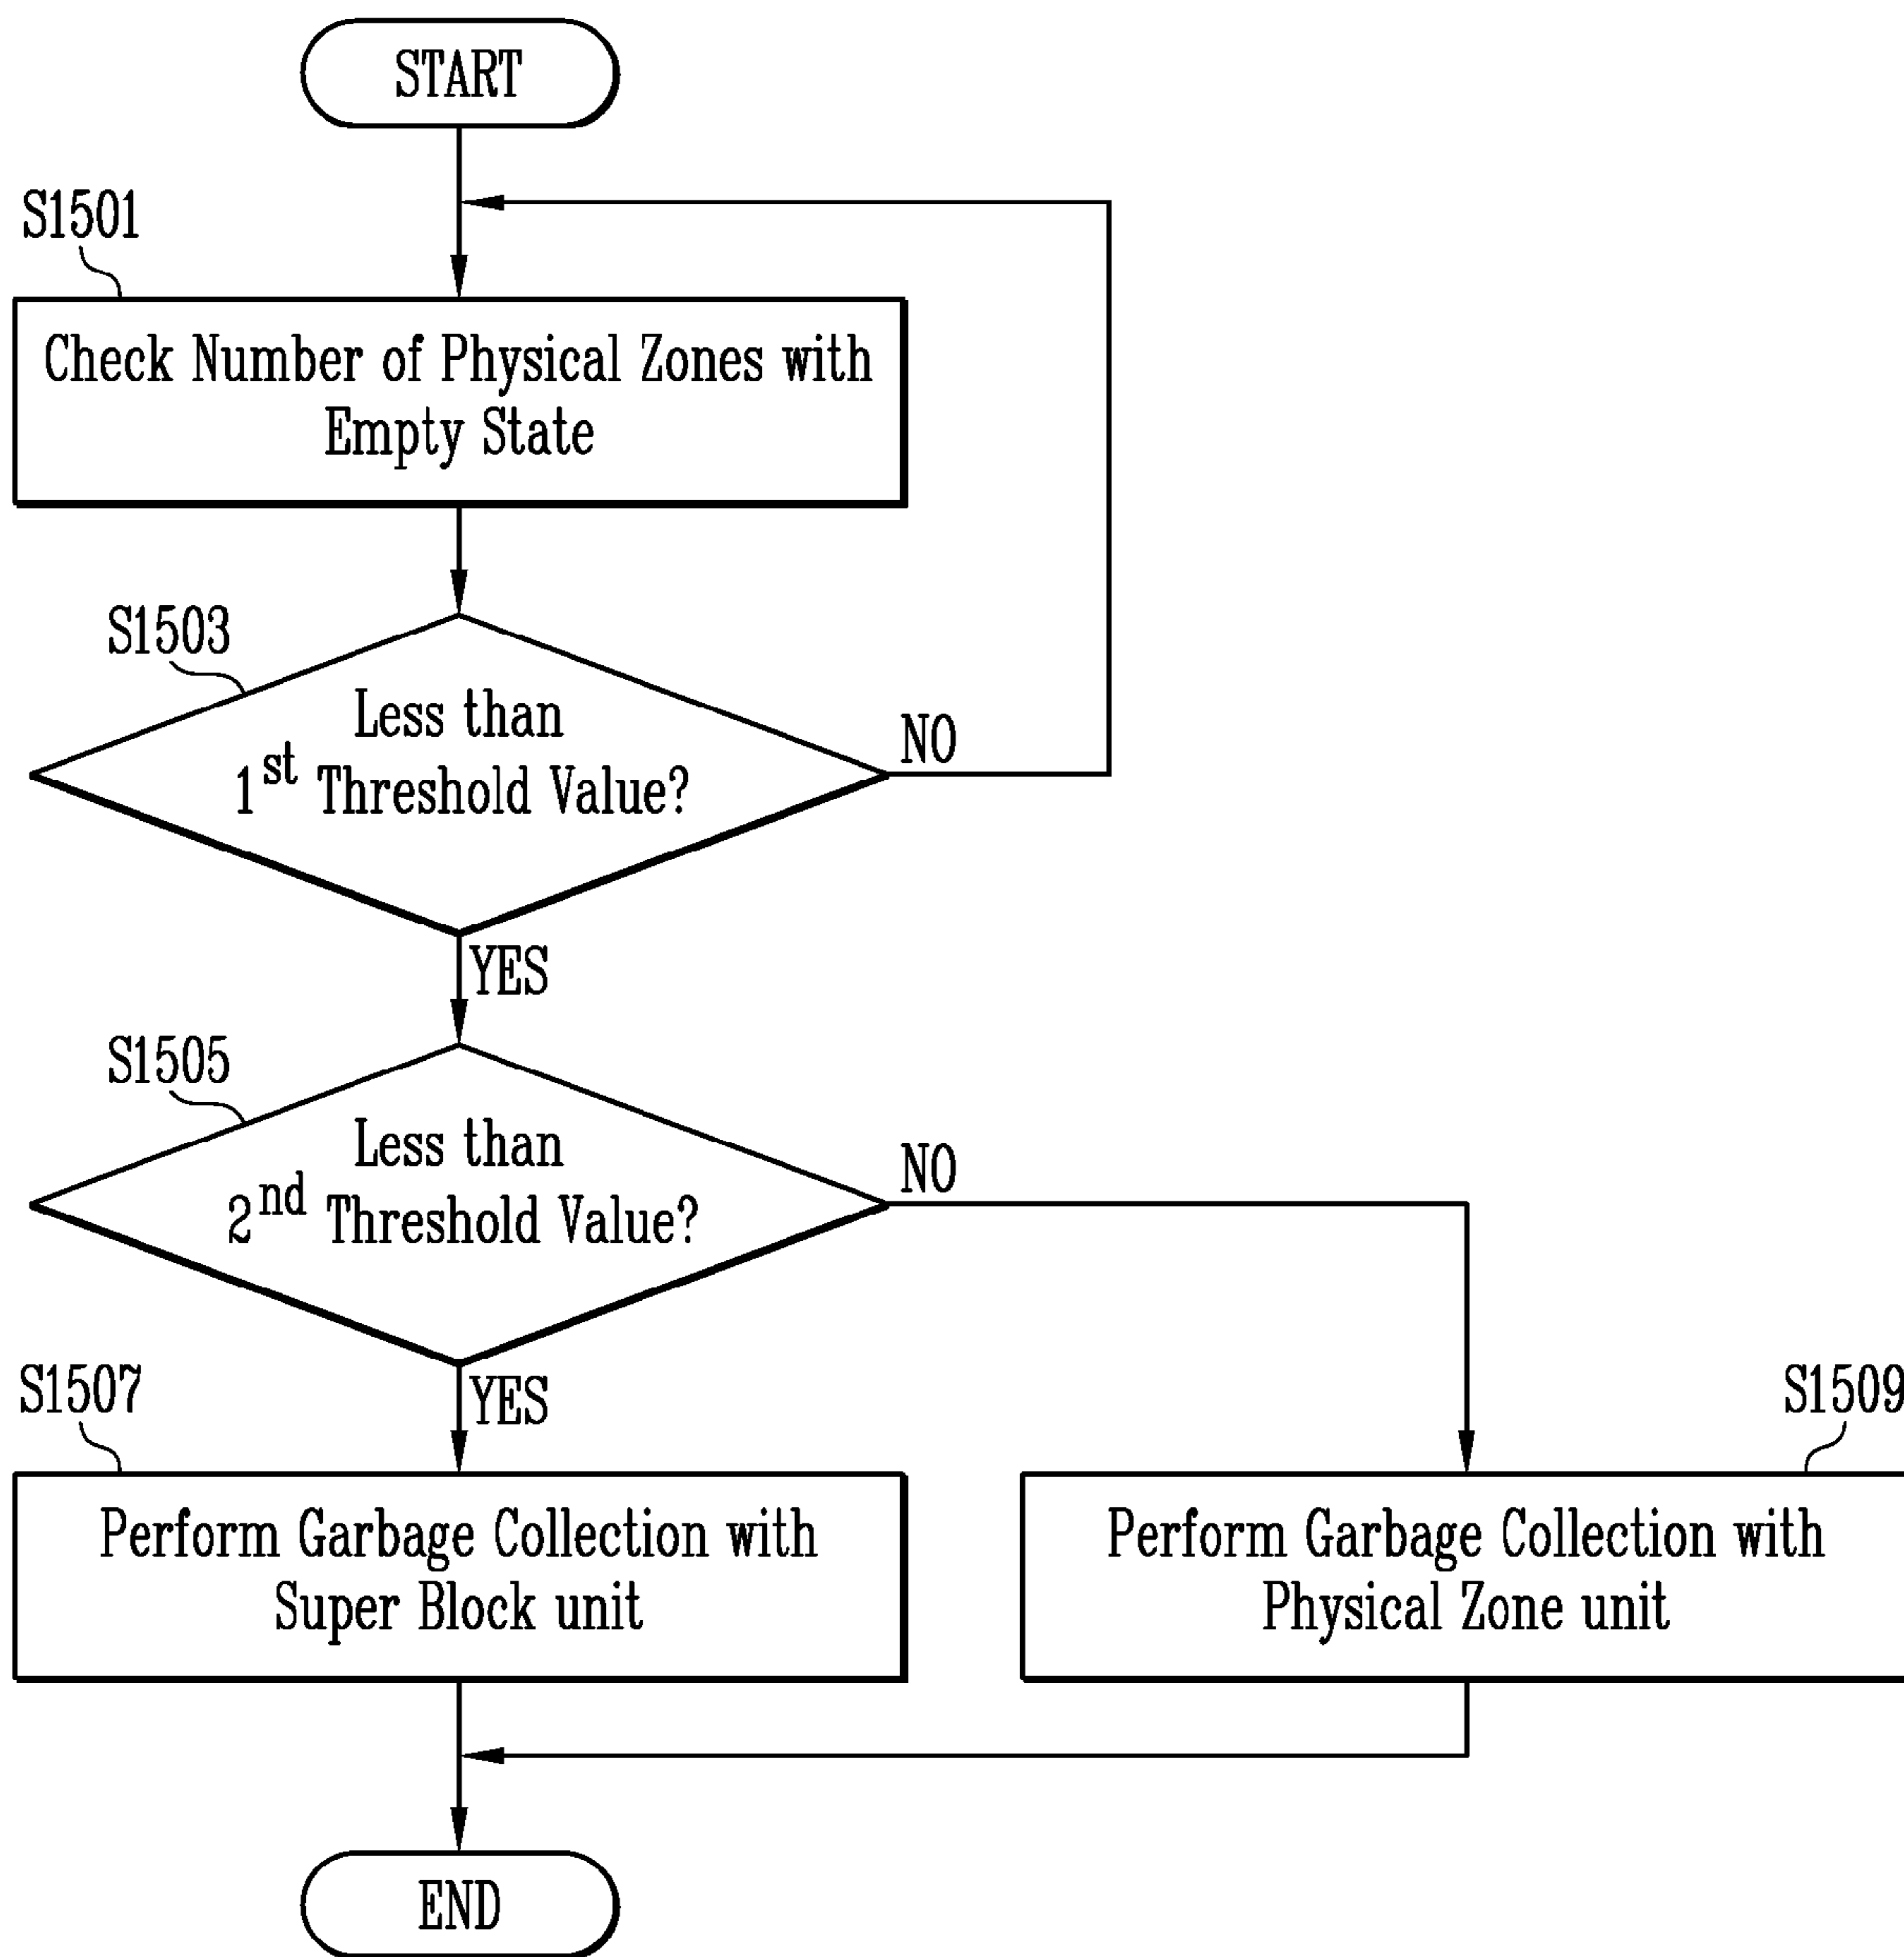 START
S1501
Check Number of Physical Zones with
Empty State
S1503
Less than
1st Threshold Value?
NO
YES
S1505
Less than
2nd Threshold Value?
NO
YES
S1507
Perform Garbage Collection with
Super Block unit
S1509
Perform Garbage Collection with
Physical Zone unit
END